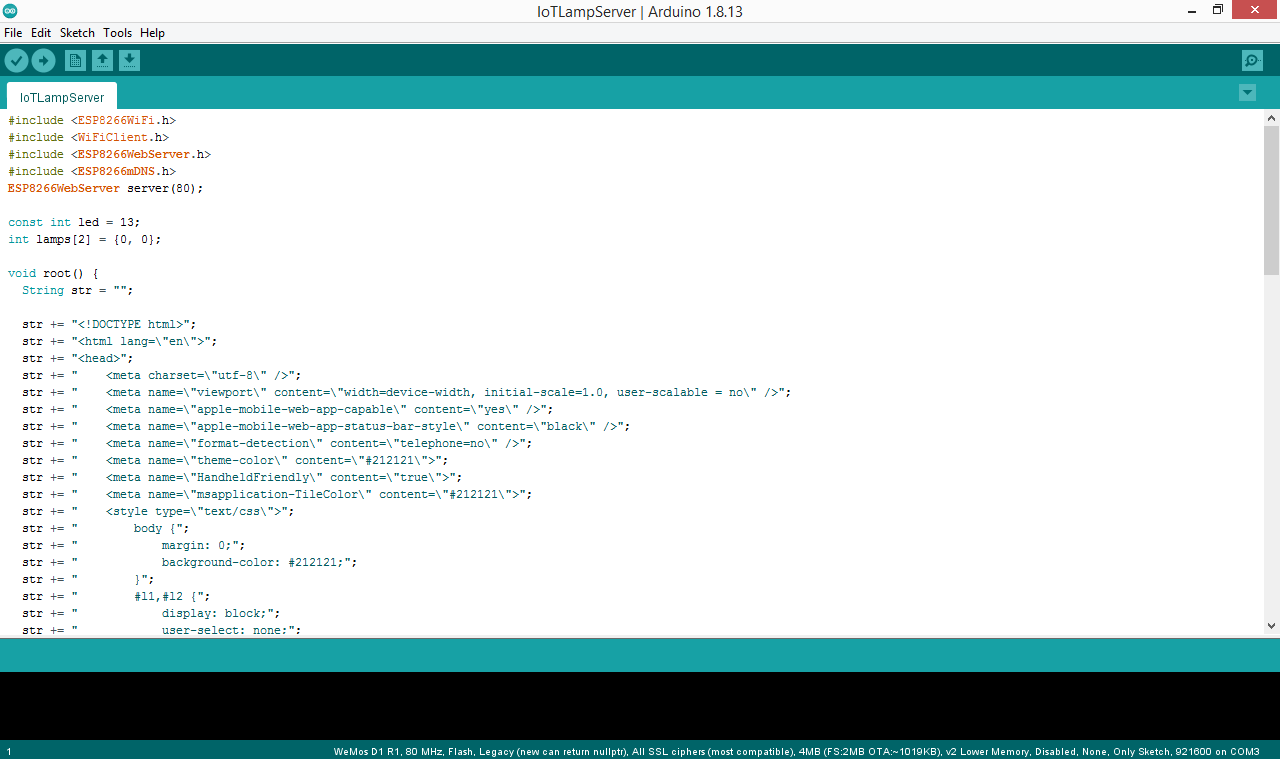 IoTLampServer | Arduino 1.8.13
File Edit Sketch Tools Help
IoTLampServer
#include <ESP8266WiFi.h>
#include <WiFiClient.h>
#include <ESP8266WebServer.h>
#include <ESP8266mDNS.h>
ESP8266WebServer server(80);
const int led = 13;
int lamps[2] = {0, 0};
void root() {
  String str = "";
  str += "<!DOCTYPE html>";
  str += "<html lang=\"en\">";
  str += "<head>";
  str += "    <meta charset=\"utf-8\" />";
  str += "    <meta name=\"viewport\" content=\"width=device-width, initial-scale=1.0, user-scalable = no\" />";
  str += "    <meta name=\"apple-mobile-web-app-capable\" content=\"yes\" />";
  str += "    <meta name=\"apple-mobile-web-app-status-bar-style\" content=\"black\" />";
  str += "    <meta name=\"format-detection\" content=\"telephone=no\" />";
  str += "    <meta name=\"theme-color\" content=\"#212121\">";
  str += "    <meta name=\"HandheldFriendly\" content=\"true\">";
  str += "    <meta name=\"msapplication-TileColor\" content=\"#212121\">";
  str += "    <style type=\"text/css\">";
  str += "        body {";
  str += "            margin: 0;";
  str += "            background-color: #212121;";
  str += "        }";
  str += "        #l1,#l2 {";
  str += "            display: block;";
  str += "            user-select: none;";
1
WeMos D1 R1, 80 MHz, Flash, Legacy (new can return nullptr), All SSL ciphers (most compatible), 4MB (FS:2MB OTA:~1019KB), v2 Lower Memory, Disabled, None, Only Sketch, 921600 on COM3